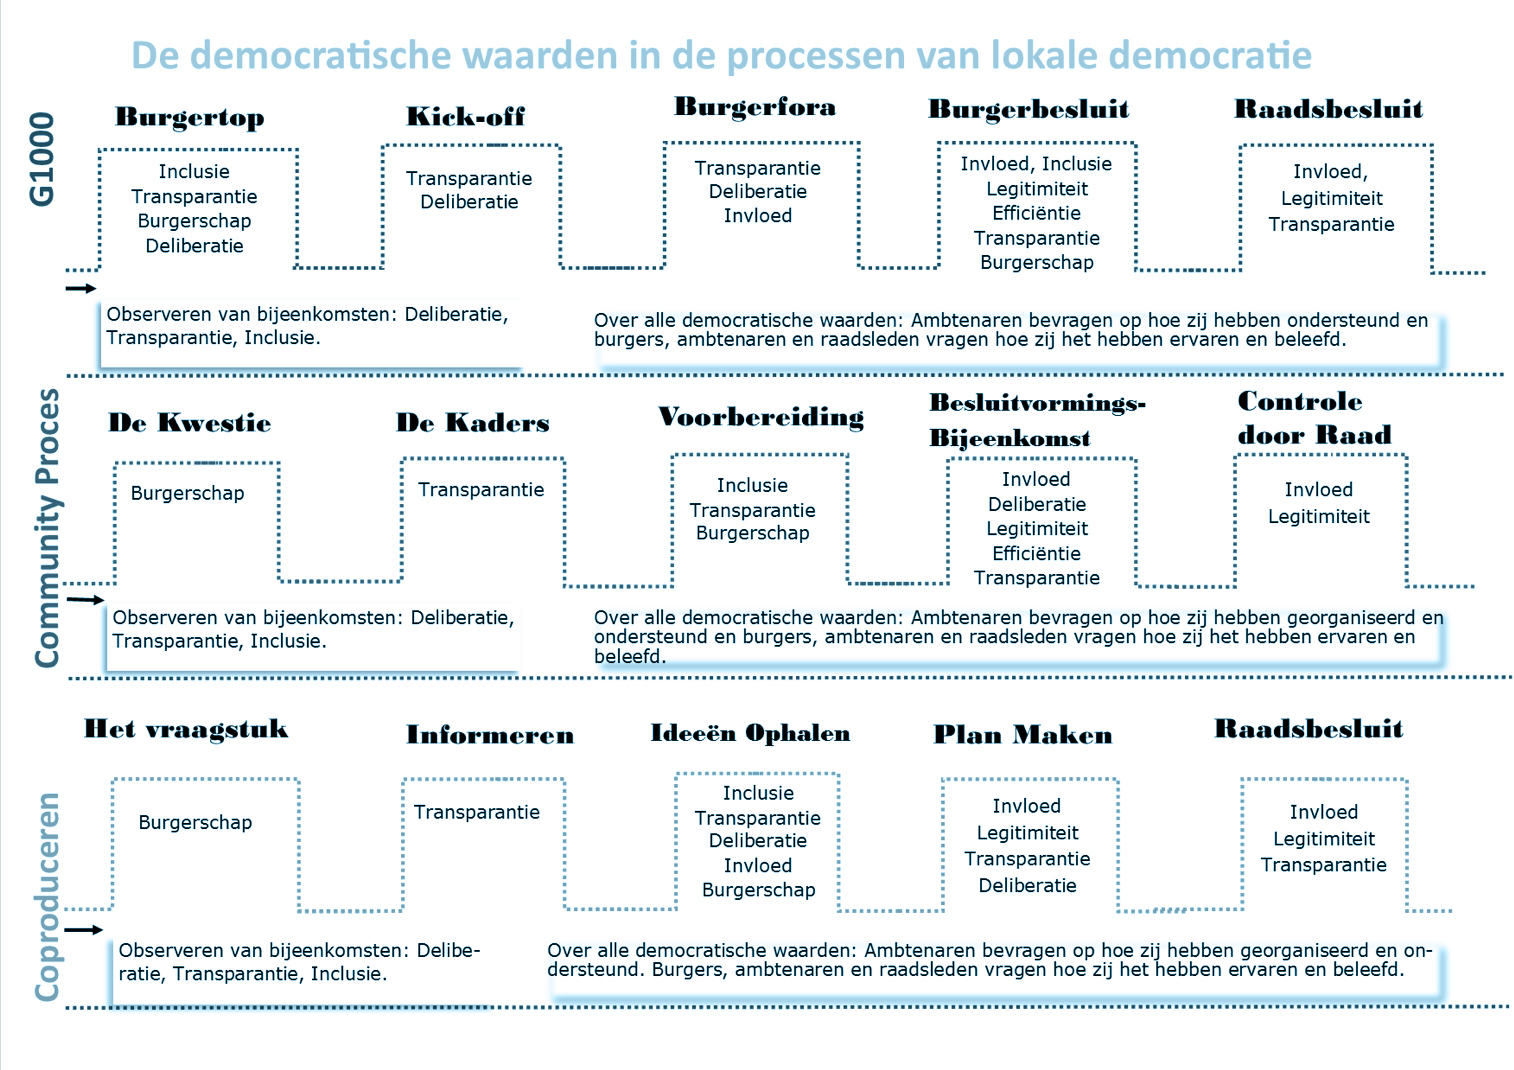 De democratische waarden in de processen van lokale democratie
G1000
Burgertop
Inclusie
Transparantie
Burgerschap
Deliberatie
Kick-off
Transparantie
Deliberatie
Burgerfora
Transparantie
Deliberatie
Invloed
Burgerbesluit
Invloed, Inclusie
Legitimiteit
Efficiëntie
Transparantie
Burgerschap
Raadsbesluit
Invloed,
Legitimiteit
Transparantie
Observeren van bijeenkomsten: Deliberatie,
Transparantie, Inclusie.
Over alle democratische waarden: Ambtenaren bevragen op hoe zij hebben ondersteund en
burgers, ambtenaren en raadsleden vragen hoe zij het hebben ervaren en beleefd.
Community Proces
De Kwestie
Burgerschap
De Kaders
Transparantie
Voorbereiding
Inclusie
Transparantie
Burgerschap
Besluitvormings-
Bijeenkomst
Invloed
Deliberatie
Legitimiteit
Efficiëntie
Transparantie
Controle
door Raad
Invloed
Legitimiteit
Observeren van bijeenkomsten: Deliberatie,
Transparantie, Inclusie.
Over alle democratische waarden: Ambtenaren bevragen op hoe zij hebben georganiseerd en
ondersteund en burgers, ambtenaren en raadsleden vragen hoe zij het hebben ervaren en
beleefd.
Coproduceren
Het vraagstuk
Burgerschap
Informeren
Transparantie
Ideeën Ophalen
Inclusie
Transparantie
Deliberatie
Invloed
Burgerschap
Plan Maken
Invloed
Legitimiteit
Transparantie
Deliberatie
Raadsbesluit
Invloed
Legitimiteit
Transparantie
Observeren van bijeenkomsten: Delibe-
ratie, Transparantie, Inclusie.
Over alle democratische waarden: Ambtenaren bevragen op hoe zij hebben georganiseerd en on-
dersteund. Burgers, ambtenaren en raadsleden vragen hoe zij het hebben ervaren en beleefd.